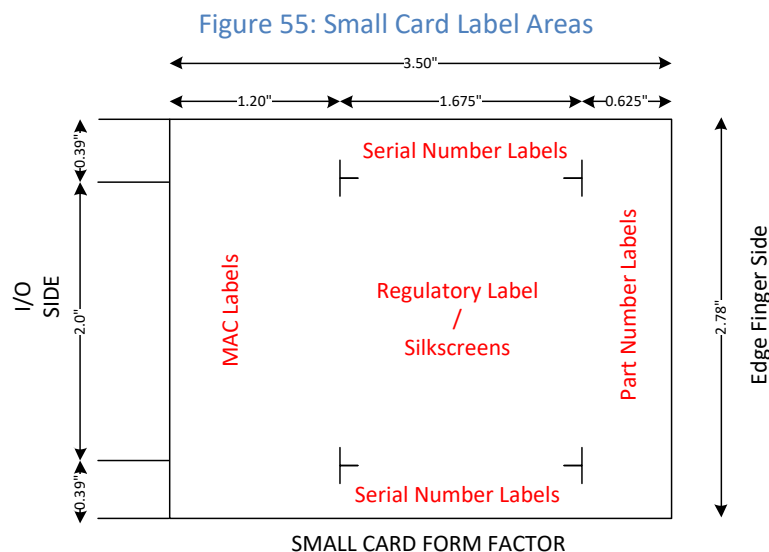 Figure 55: Small Card Label Areas
3.50"
1.20"
1.675"
0.625"
0.39"
Serial Number Labels
I/O
SIDE
2.0"
MAC Labels
Regulatory Label
/
Silkscreens
Part Number Labels
2.78"
Edge Finger Side
0.39"
Serial Number Labels
SMALL CARD FORM FACTOR